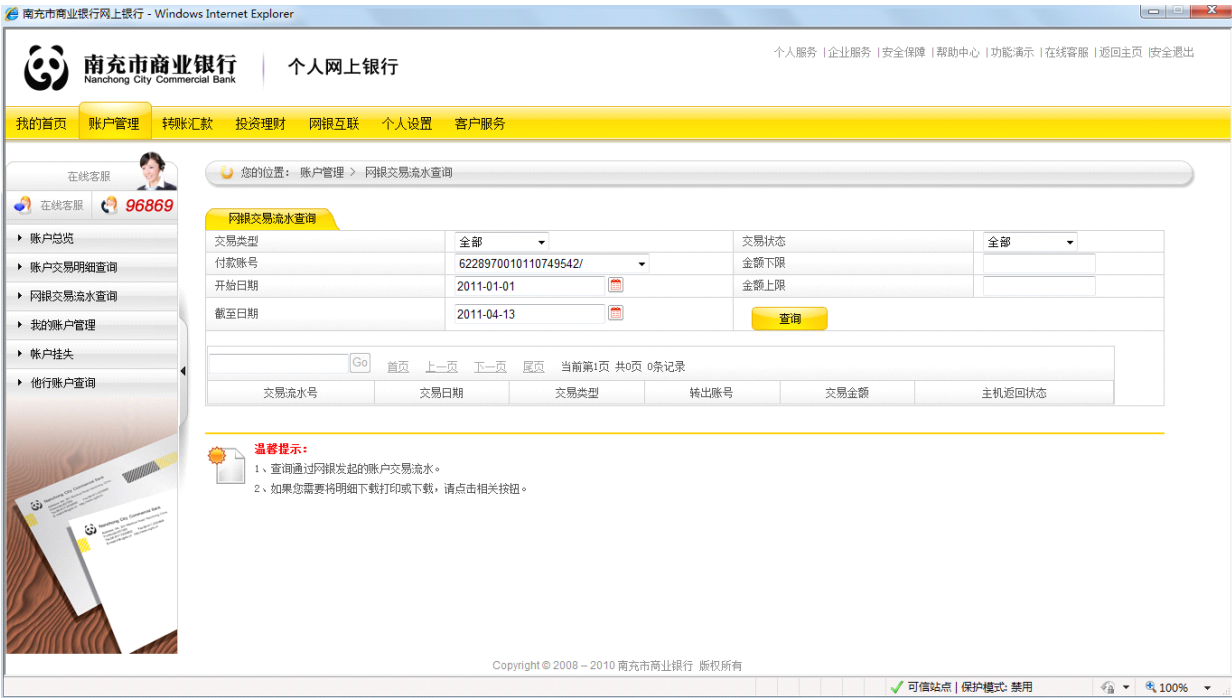 南充市商业银行网上银行 - Windows Internet Explorer
个人服务 | 企业服务 | 安全保障 | 帮助中心 | 功能演示 | 在线客服 | 返回主页 | 安全退出
南充市商业银行 个人网上银行
Nanchong City Commercial Bank
我的首页 账户管理 转账汇款 投资理财 网银互联 个人设置 客户服务
在线客服
在线客服 96869
账户总览
账户交易明细查询
网银交易流水查询
我的账户管理
帐户挂失
他行账户查询
您的位置： 账户管理 > 网银交易流水查询
网银交易流水查询
交易类型 全部 交易状态 全部
付款账号 6228970010110749542/ 金额下限
开始日期 2011-01-01 金额上限
截至日期 2011-04-13 查询
Go 首页 上一页 下一页 尾页 当前第1页 共0页 0条记录
交易流水号 交易日期 交易类型 转出账号 交易金额 主机返回状态
温馨提示：
1、查询通过网银发起的账户交易流水。
2、如果您需要将明细下载打印或下载，请点击相关按钮。
Nanchong City Commercial Bank
Nanchong City Commercial Bank
Copyright © 2008 – 2010 南充市商业银行 版权所有
可信站点 | 保护模式: 禁用 100%